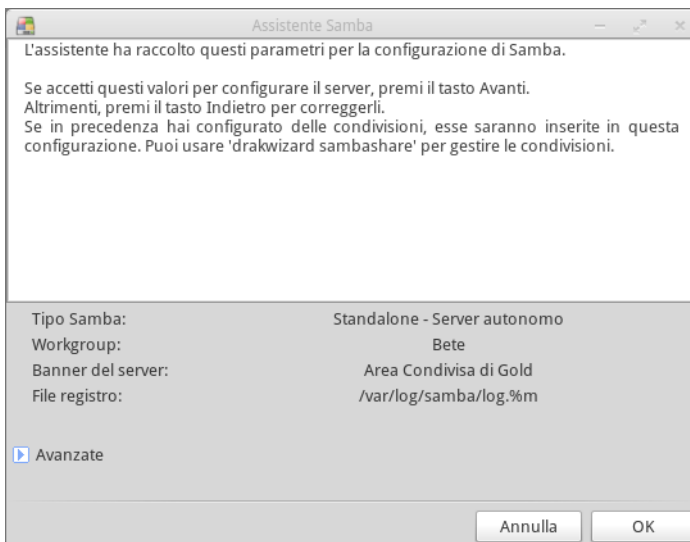 Assistente Samba
L'assistente ha raccolto questi parametri per la configurazione di Samba.
Se accetti questi valori per configurare il server, premi il tasto Avanti.
Altrimenti, premi il tasto Indietro per correggerli.
Se in precedenza hai configurato delle condivisioni, esse saranno inserite in questa
configurazione. Puoi usare 'drakwizard sambashare' per gestire le condivisioni.
Tipo Samba: Standalone - Server autonomo
Workgroup: Bete
Banner del server: Area Condivisa di Gold
File registro: /var/log/samba/log.%m
Avanzate
Annulla OK